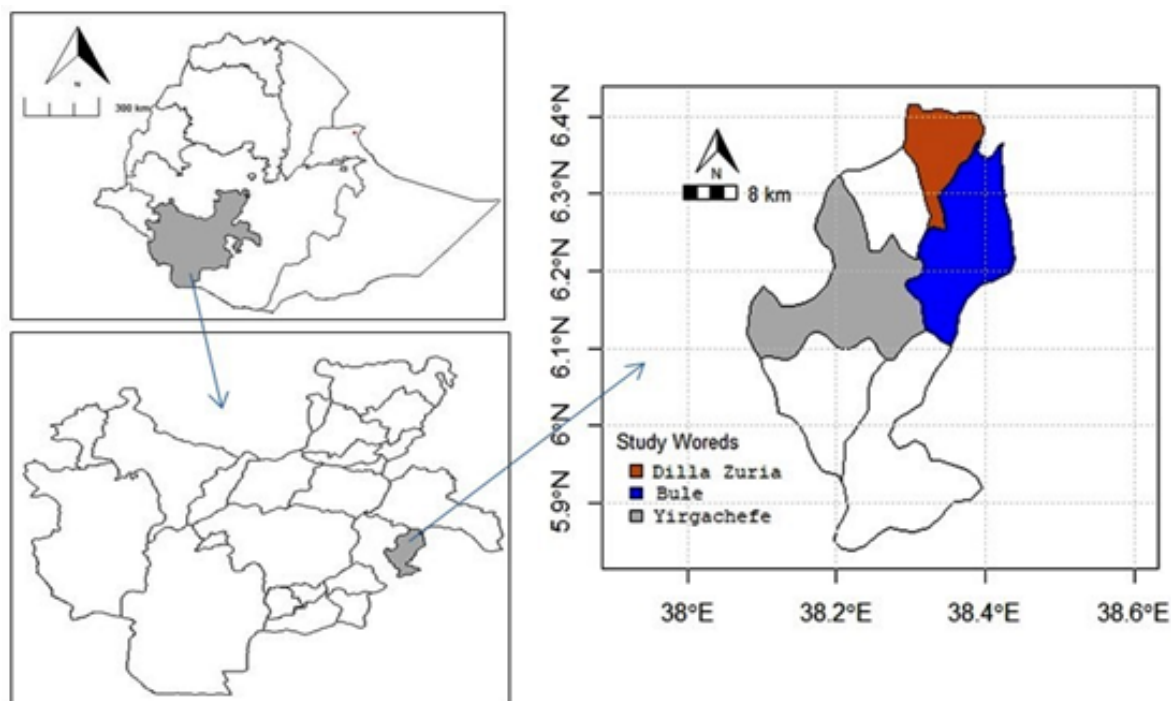 N
300 km
6.4°N
6.3°N
6.2°N
6.1°N
6°N
5.9°N
N
8 km
Study Woreds
Dilla Zuria
Bule
Yirgachefe
38°E
38.2°E
38.4°E
38.6°E